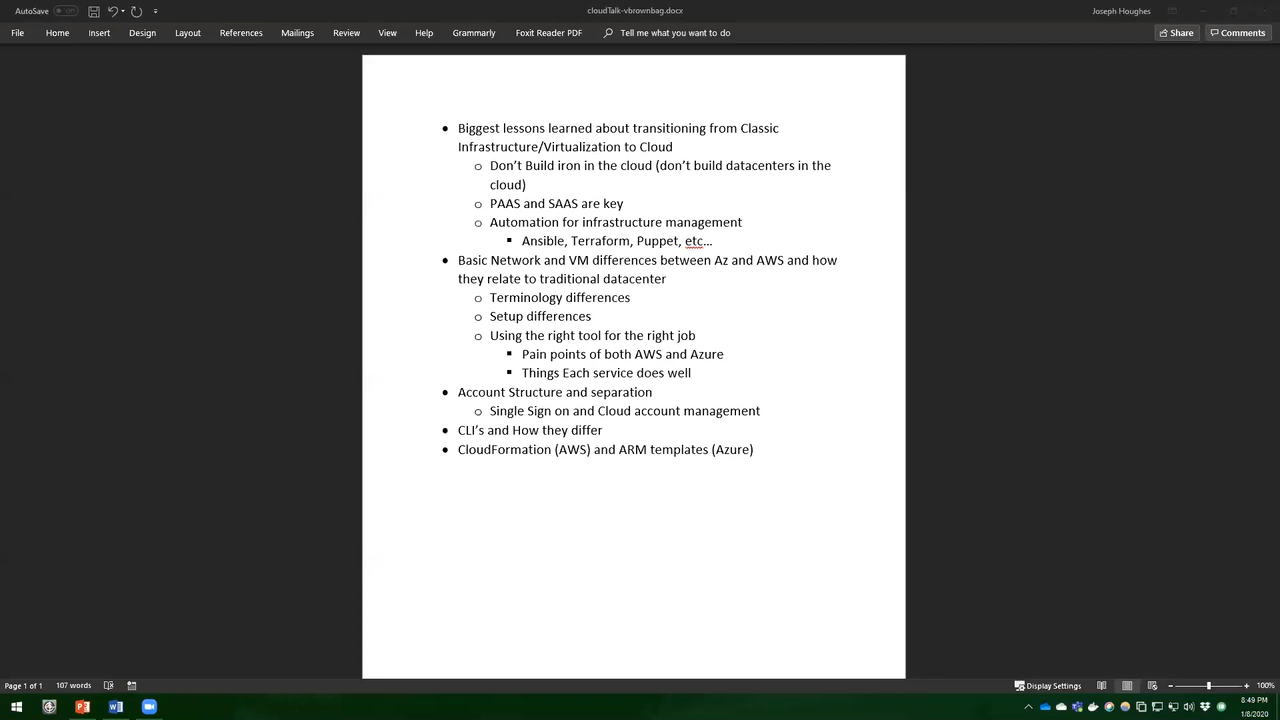 AutoSave Off cloudTalk-vbrownbag.docx Joseph Houghes
File Home Insert Design Layout References Mailings Review View Help Grammarly Foxit Reader PDF Tell me what you want to do Share Comments
• Biggest lessons learned about transitioning from Classic
Infrastructure/Virtualization to Cloud
o Don’t Build iron in the cloud (don’t build datacenters in the
cloud)
o PAAS and SAAS are key
o Automation for infrastructure management
▪ Ansible, Terraform, Puppet, etc…
• Basic Network and VM differences between Az and AWS and how
they relate to traditional datacenter
o Terminology differences
o Setup differences
o Using the right tool for the right job
▪ Pain points of both AWS and Azure
▪ Things Each service does well
• Account Structure and separation
o Single Sign on and Cloud account management
• CLI’s and How they differ
• CloudFormation (AWS) and ARM templates (Azure)
Page 1 of 1 107 words Display Settings 100%
8:49 PM
1/8/2020